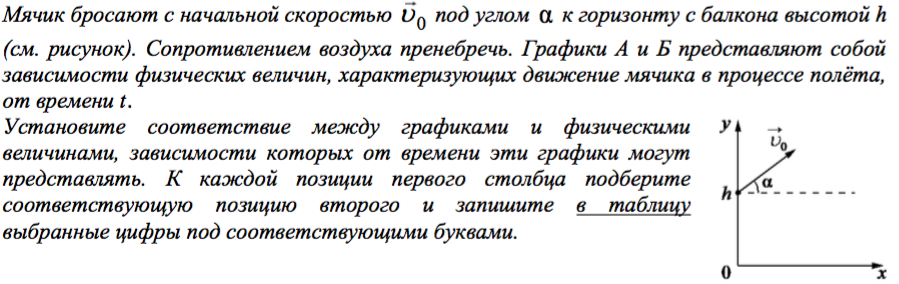 Мячик бросают с начальной скоростью v⃗₀ под углом α к горизонту с балкона высотой h
(см. рисунок). Сопротивлением воздуха пренебречь. Графики А и Б представляют собой
зависимости физических величин, характеризующих движение мячика в процессе полёта,
от времени t.
Установите соответствие между графиками и физическими
величинами, зависимости которых от времени эти графики могут
представлять. К каждой позиции первого столбца подберите
соответствующую позицию второго и запишите в таблицу
выбранные цифры под соответствующими буквами.
y
v⃗₀
α
h
0
x